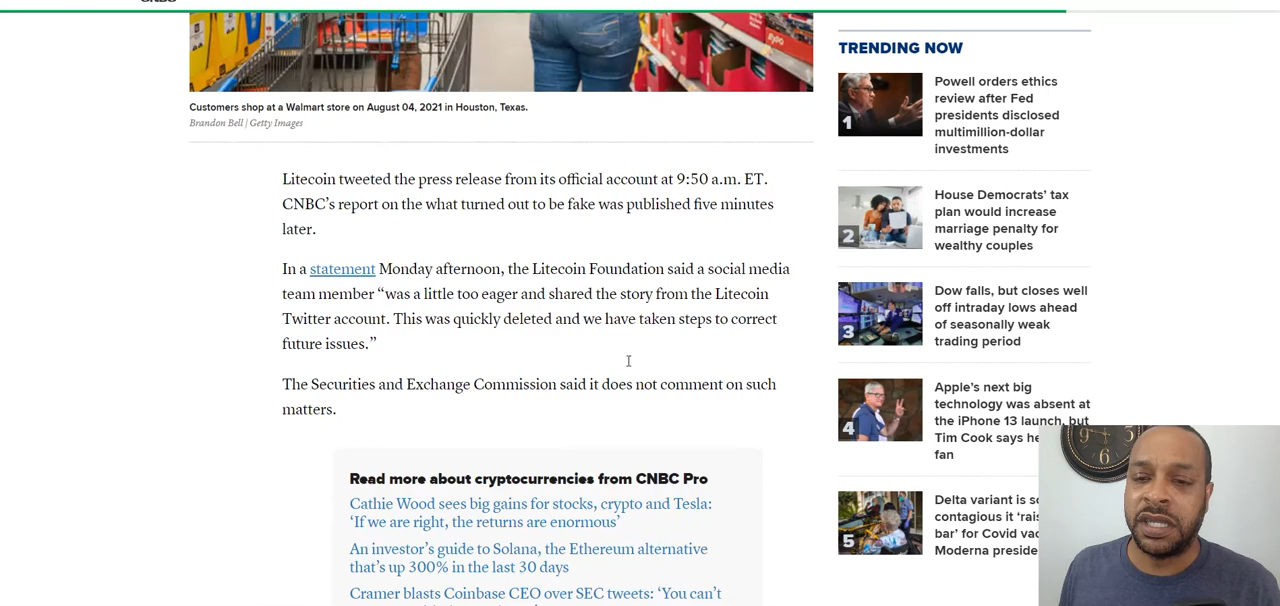 Customers shop at a Walmart store on August 04, 2021 in Houston, Texas.
Brandon Bell | Getty Images
Litecoin tweeted the press release from its official account at 9:50 a.m. ET.
CNBC’s report on the what turned out to be fake was published five minutes
later.
In a statement Monday afternoon, the Litecoin Foundation said a social media
team member “was a little too eager and shared the story from the Litecoin
Twitter account. This was quickly deleted and we have taken steps to correct
future issues.”
The Securities and Exchange Commission said it does not comment on such
matters.
Read more about cryptocurrencies from CNBC Pro
Cathie Wood sees big gains for stocks, crypto and Tesla:
‘If we are right, the returns are enormous’
An investor’s guide to Solana, the Ethereum alternative
that’s up 300% in the last 30 days
Cramer blasts Coinbase CEO over SEC tweets: ‘You can’t
TRENDING NOW
1
Powell orders ethics
review after Fed
presidents disclosed
multimillion-dollar
investments
2
House Democrats’ tax
plan would increase
marriage penalty for
wealthy couples
3
Dow falls, but closes well
off intraday lows ahead
of seasonally weak
trading period
4
Apple’s next big
technology was absent at
the iPhone 13 launch, but
Tim Cook says he
fan
5
Delta variant is
contagious it
bar’ for Covid
Moderna
9
6